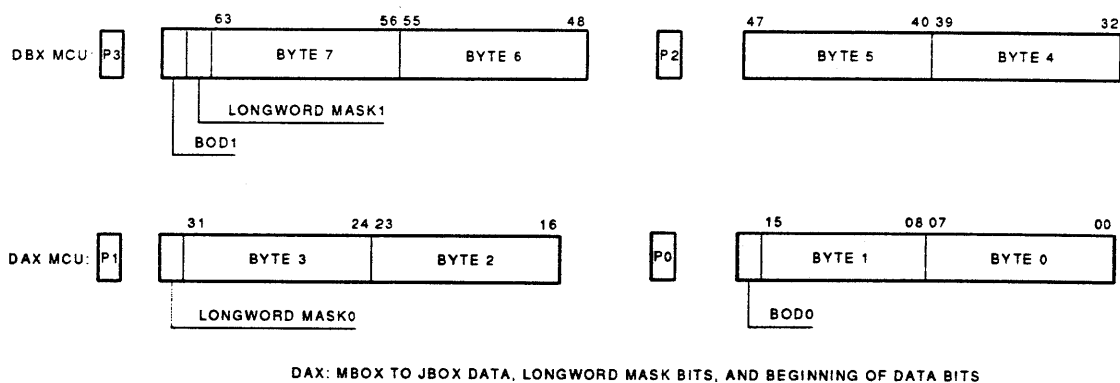 63 56 55 48 47 40 39 32
DBX MCU: P3 BYTE 7 BYTE 6 P2 BYTE 5 BYTE 4
LONGWORD MASK1
BOD1
31 24 23 16 15 08 07 00
DAX MCU: P1 BYTE 3 BYTE 2 P0 BYTE 1 BYTE 0
LONGWORD MASK0 BOD0
DAX: MBOX TO JBOX DATA, LONGWORD MASK BITS, AND BEGINNING OF DATA BITS